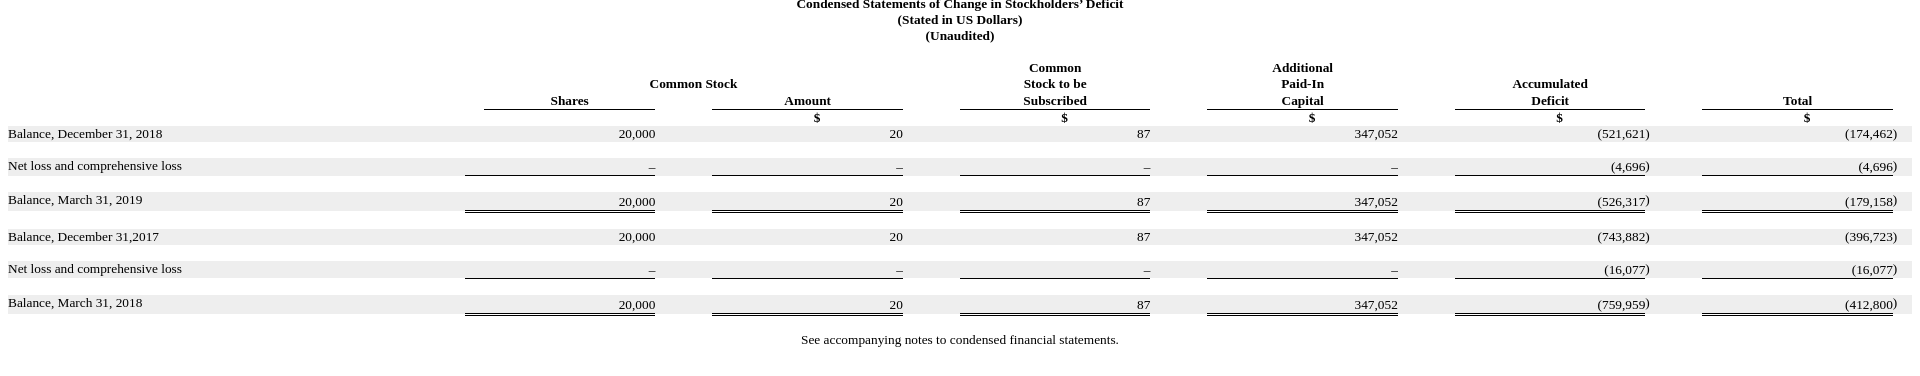 Condensed Statements of Change in Stockholders’ Deficit
(Stated in US Dollars)
(Unaudited)
Common Additional
Common Stock Stock to be Paid-In Accumulated
Shares Amount Subscribed Capital Deficit Total
$ $ $ $ $
Balance, December 31, 2018 20,000 20 87 347,052 (521,621) (174,462)
Net loss and comprehensive loss – – – – (4,696) (4,696)
Balance, March 31, 2019 20,000 20 87 347,052 (526,317) (179,158)
Balance, December 31,2017 20,000 20 87 347,052 (743,882) (396,723)
Net loss and comprehensive loss – – – – (16,077) (16,077)
Balance, March 31, 2018 20,000 20 87 347,052 (759,959) (412,800)
See accompanying notes to condensed financial statements.